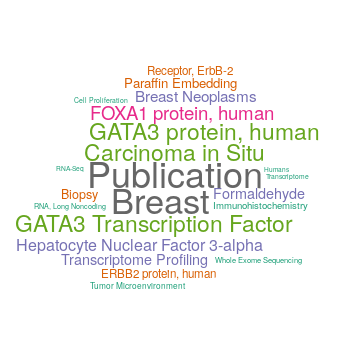 Receptor, ErbB-2
Paraffin Embedding
Cell Proliferation
Breast Neoplasms
FOXA1 protein, human
GATA3 protein, human
Carcinoma in Situ
RNA-Seq
Publication
Humans
Transcriptome
Biopsy
Breast
Formaldehyde
RNA, Long Noncoding
Immunohistochemistry
GATA3 Transcription Factor
Hepatocyte Nuclear Factor 3-alpha
Transcriptome Profiling
Whole Exome Sequencing
ERBB2 protein, human
Tumor Microenvironment